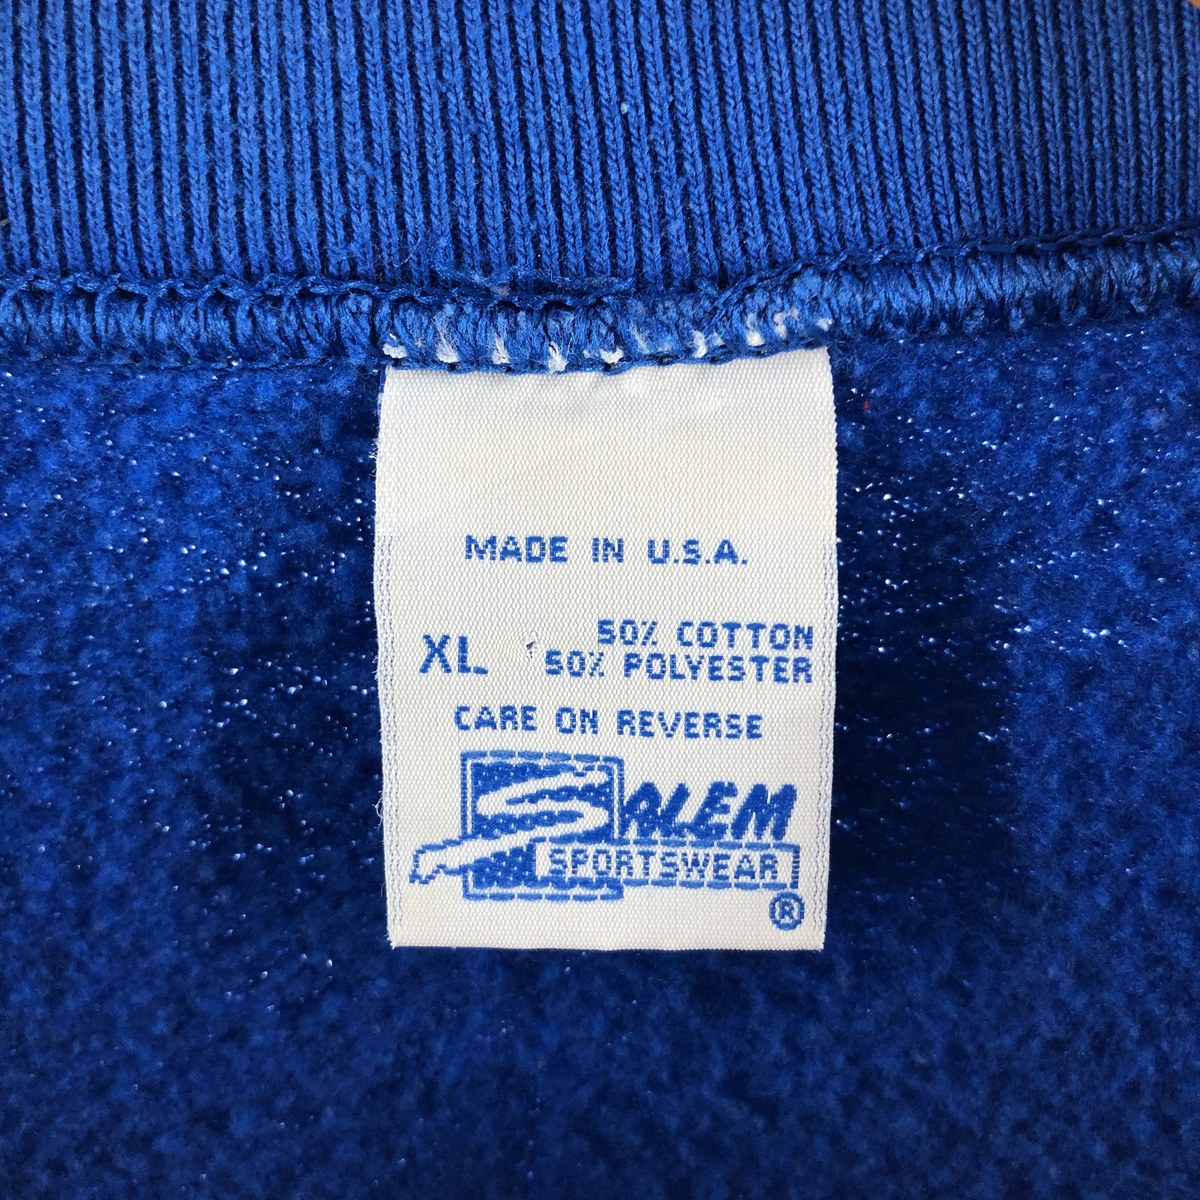 MADE IN U.S.A.
XL
50% COTTON
50% POLYESTER
CARE ON REVERSE
SALEM
SPORTSWEAR
®